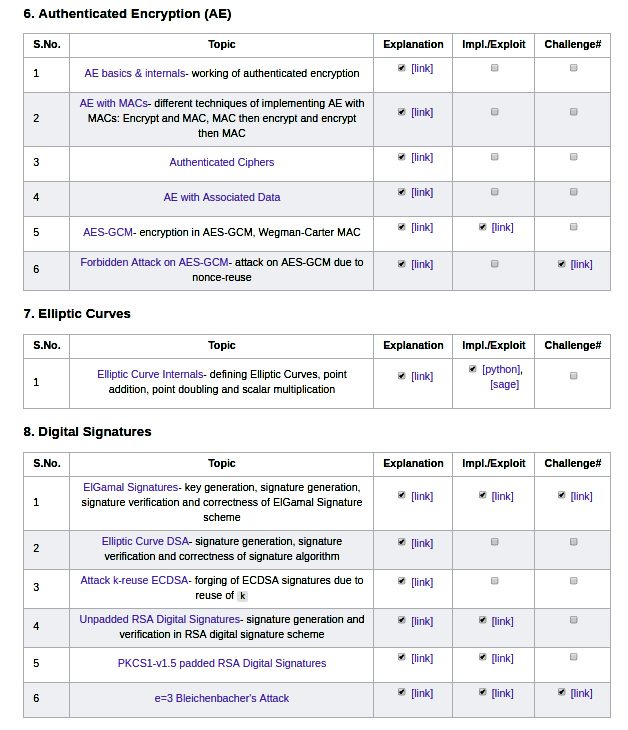 6. Authenticated Encryption (AE)
S.No. Topic Explanation Impl./Exploit Challenge#
1 AE basics & internals- working of authenticated encryption [link]
AE with MACs- different techniques of implementing AE with
2 MACs: Encrypt and MAC, MAC then encrypt and encrypt [link]
then MAC
3 Authenticated Ciphers [link]
4 AE with Associated Data [link]
5 AES-GCM- encryption in AES-GCM, Wegman-Carter MAC [link] [link]
6 Forbidden Attack on AES-GCM- attack on AES-GCM due to [link] [link]
nonce-reuse
7. Elliptic Curves
S.No. Topic Explanation Impl./Exploit Challenge#
1 Elliptic Curve Internals- defining Elliptic Curves, point [link] [python],
addition, point doubling and scalar multiplication [sage]
8. Digital Signatures
S.No. Topic Explanation Impl./Exploit Challenge#
ElGamal Signatures- key generation, signature generation,
1 signature verification and correctness of ElGamal Signature [link] [link] [link]
scheme
2 Elliptic Curve DSA- signature generation, signature [link]
verification and correctness of signature algorithm
3 Attack k-reuse ECDSA- forging of ECDSA signatures due to [link]
reuse of k
4 Unpadded RSA Digital Signatures- signature generation and [link] [link]
verification in RSA digital signature scheme
5 PKCS1-v1.5 padded RSA Digital Signatures [link] [link]
6 e=3 Bleichenbacher's Attack [link] [link] [link]